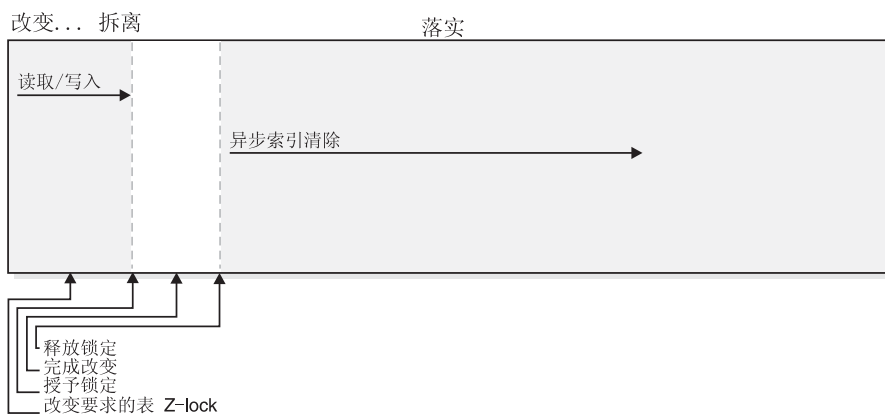 改变... 拆离
落实
读取/写入
异步索引清除
释放锁定
完成改变
授予锁定
改变要求的表 Z-lock